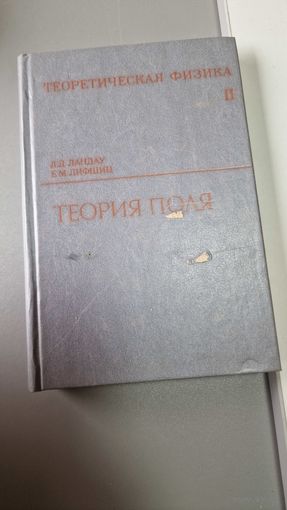 ТЕОРЕТИЧЕСКАЯ ФИЗИКА
II
Л. Д. ЛАНДАУ
Е. М. ЛИФШИЦ
ТЕОРИЯ ПОЛЯ